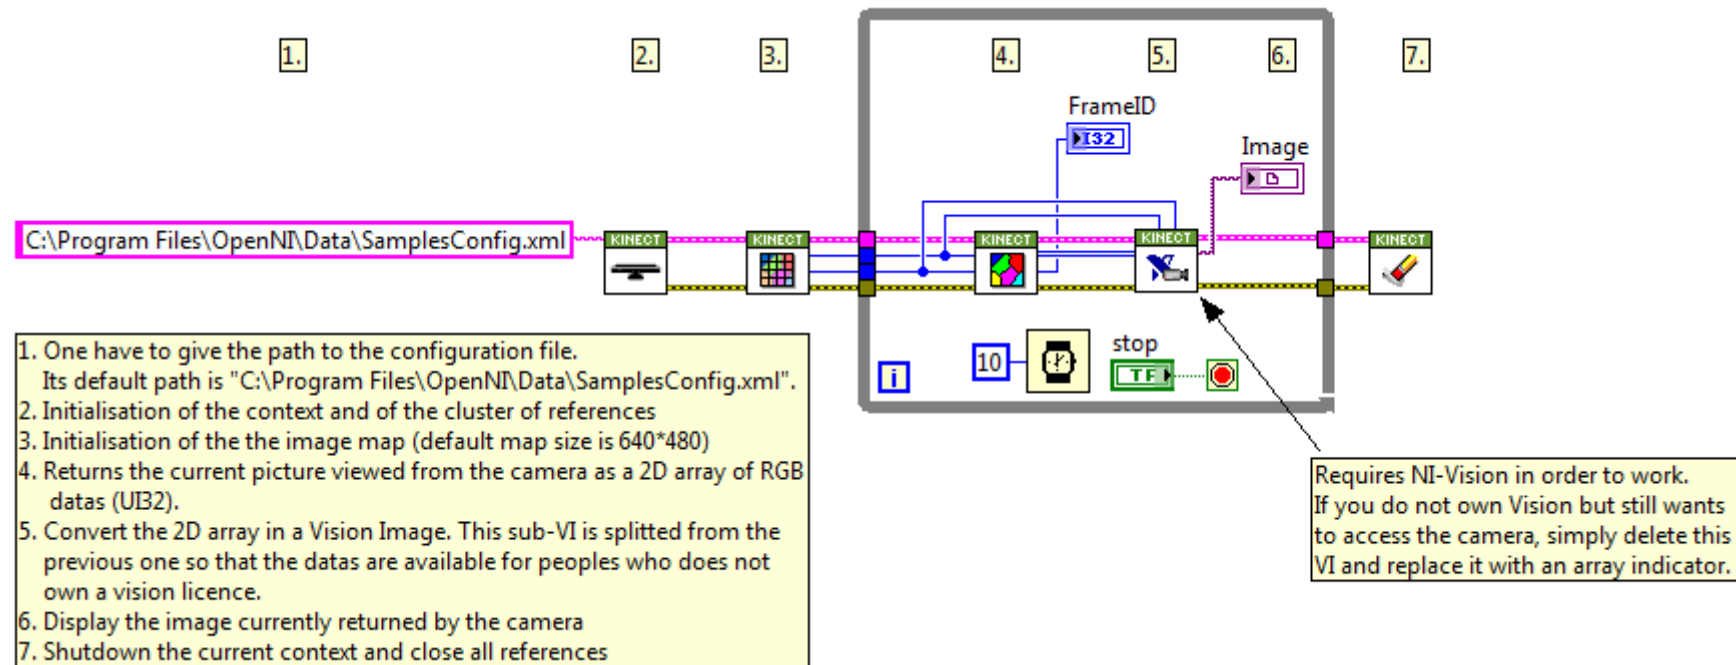 1.
2.
3.
4.
5.
6.
7.
FrameID
I32
Image
C:\Program Files\OpenNI\Data\SamplesConfig.xml
KINECT
KINECT
KINECT
KINECT
KINECT
10
stop
TF
i
1. One have to give the path to the configuration file.
Its default path is "C:\Program Files\OpenNI\Data\SamplesConfig.xml".
2. Initialisation of the context and of the cluster of references
3. Initialisation of the the image map (default map size is 640*480)
4. Returns the current picture viewed from the camera as a 2D array of RGB
datas (UI32).
5. Convert the 2D array in a Vision Image. This sub-VI is splitted from the
previous one so that the datas are available for peoples who does not
own a vision licence.
6. Display the image currently returned by the camera
7. Shutdown the current context and close all references
Requires NI-Vision in order to work.
If you do not own Vision but still wants
to access the camera, simply delete this
VI and replace it with an array indicator.